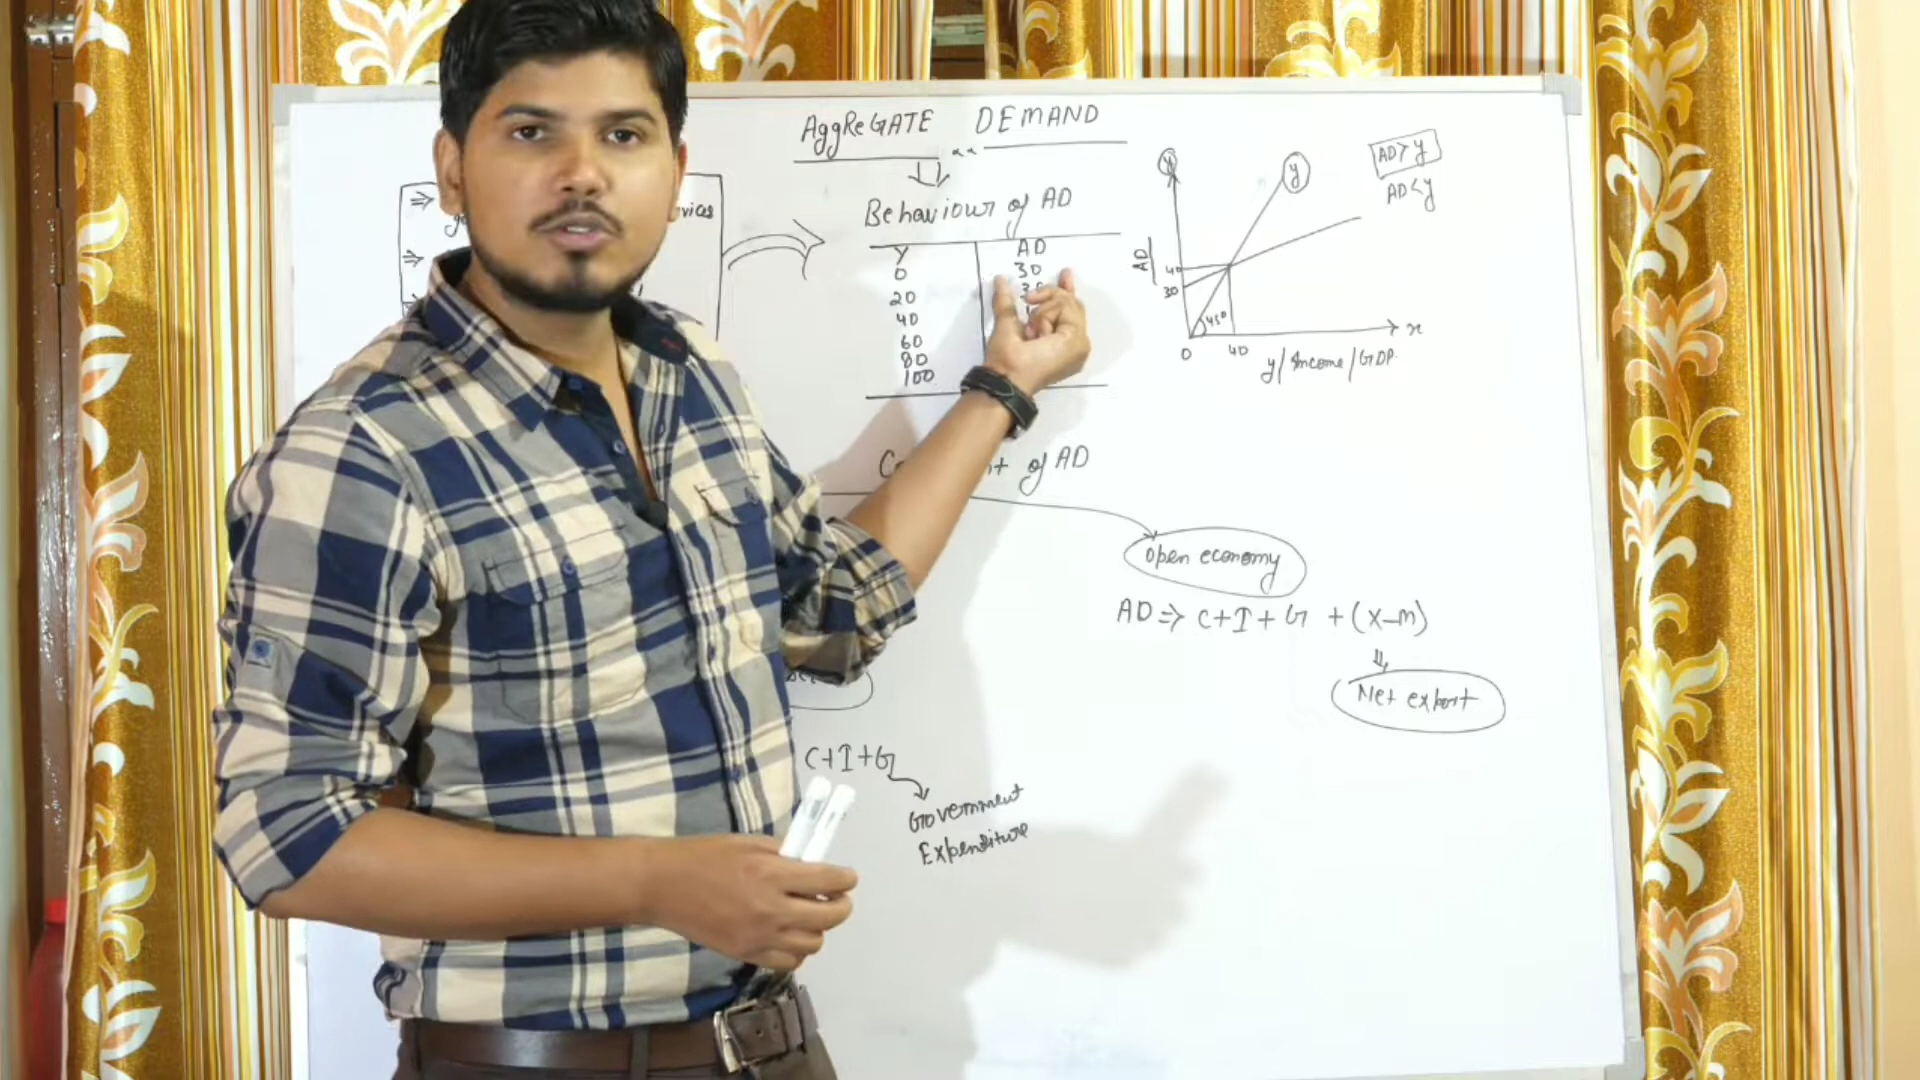 AggReGATE DEMAND
Behaviour of AD
Y AD
0 30
20
40
60
80
100
of AD
Open economy
AD ⇒ C+I+G +(X-M)
Net export
C+I+G
Government
Expenditure
y
y
AD
40
30
45°
0 40
x
y/Income/GDP.
AD>y
AD<y